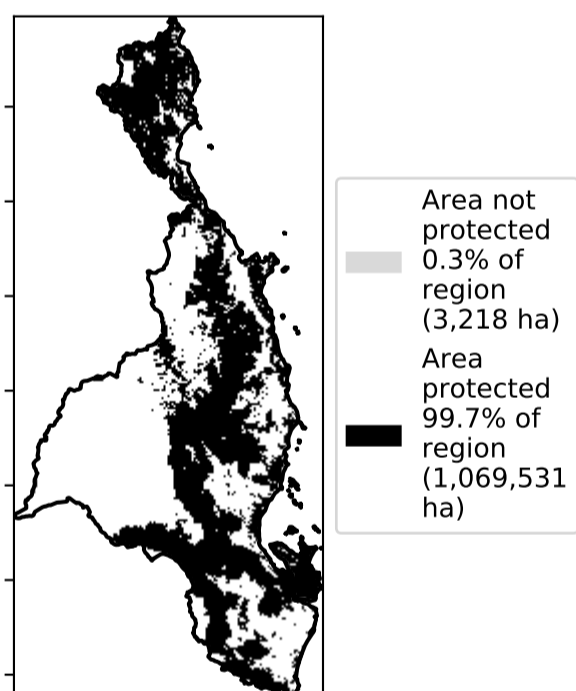 Area not
protected
0.3% of
region
(3,218 ha)
Area
protected
99.7% of
region
(1,069,531
ha)